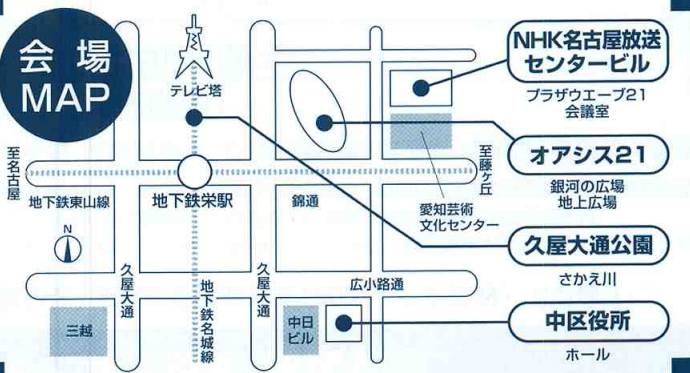 会場
MAP
テレビ塔
NHK名古屋放送
センタービル
プラザウエーブ21
会議室
オアシス21
銀河の広場
地上広場
至名古屋
至藤ヶ丘
地下鉄東山線
地下鉄栄駅
錦通
愛知芸術
文化センター
N
久屋大通公園
さかえ川
久屋大通
地下鉄名城線
久屋大通
広小路通
三越
中日
ビル
中区役所
ホール